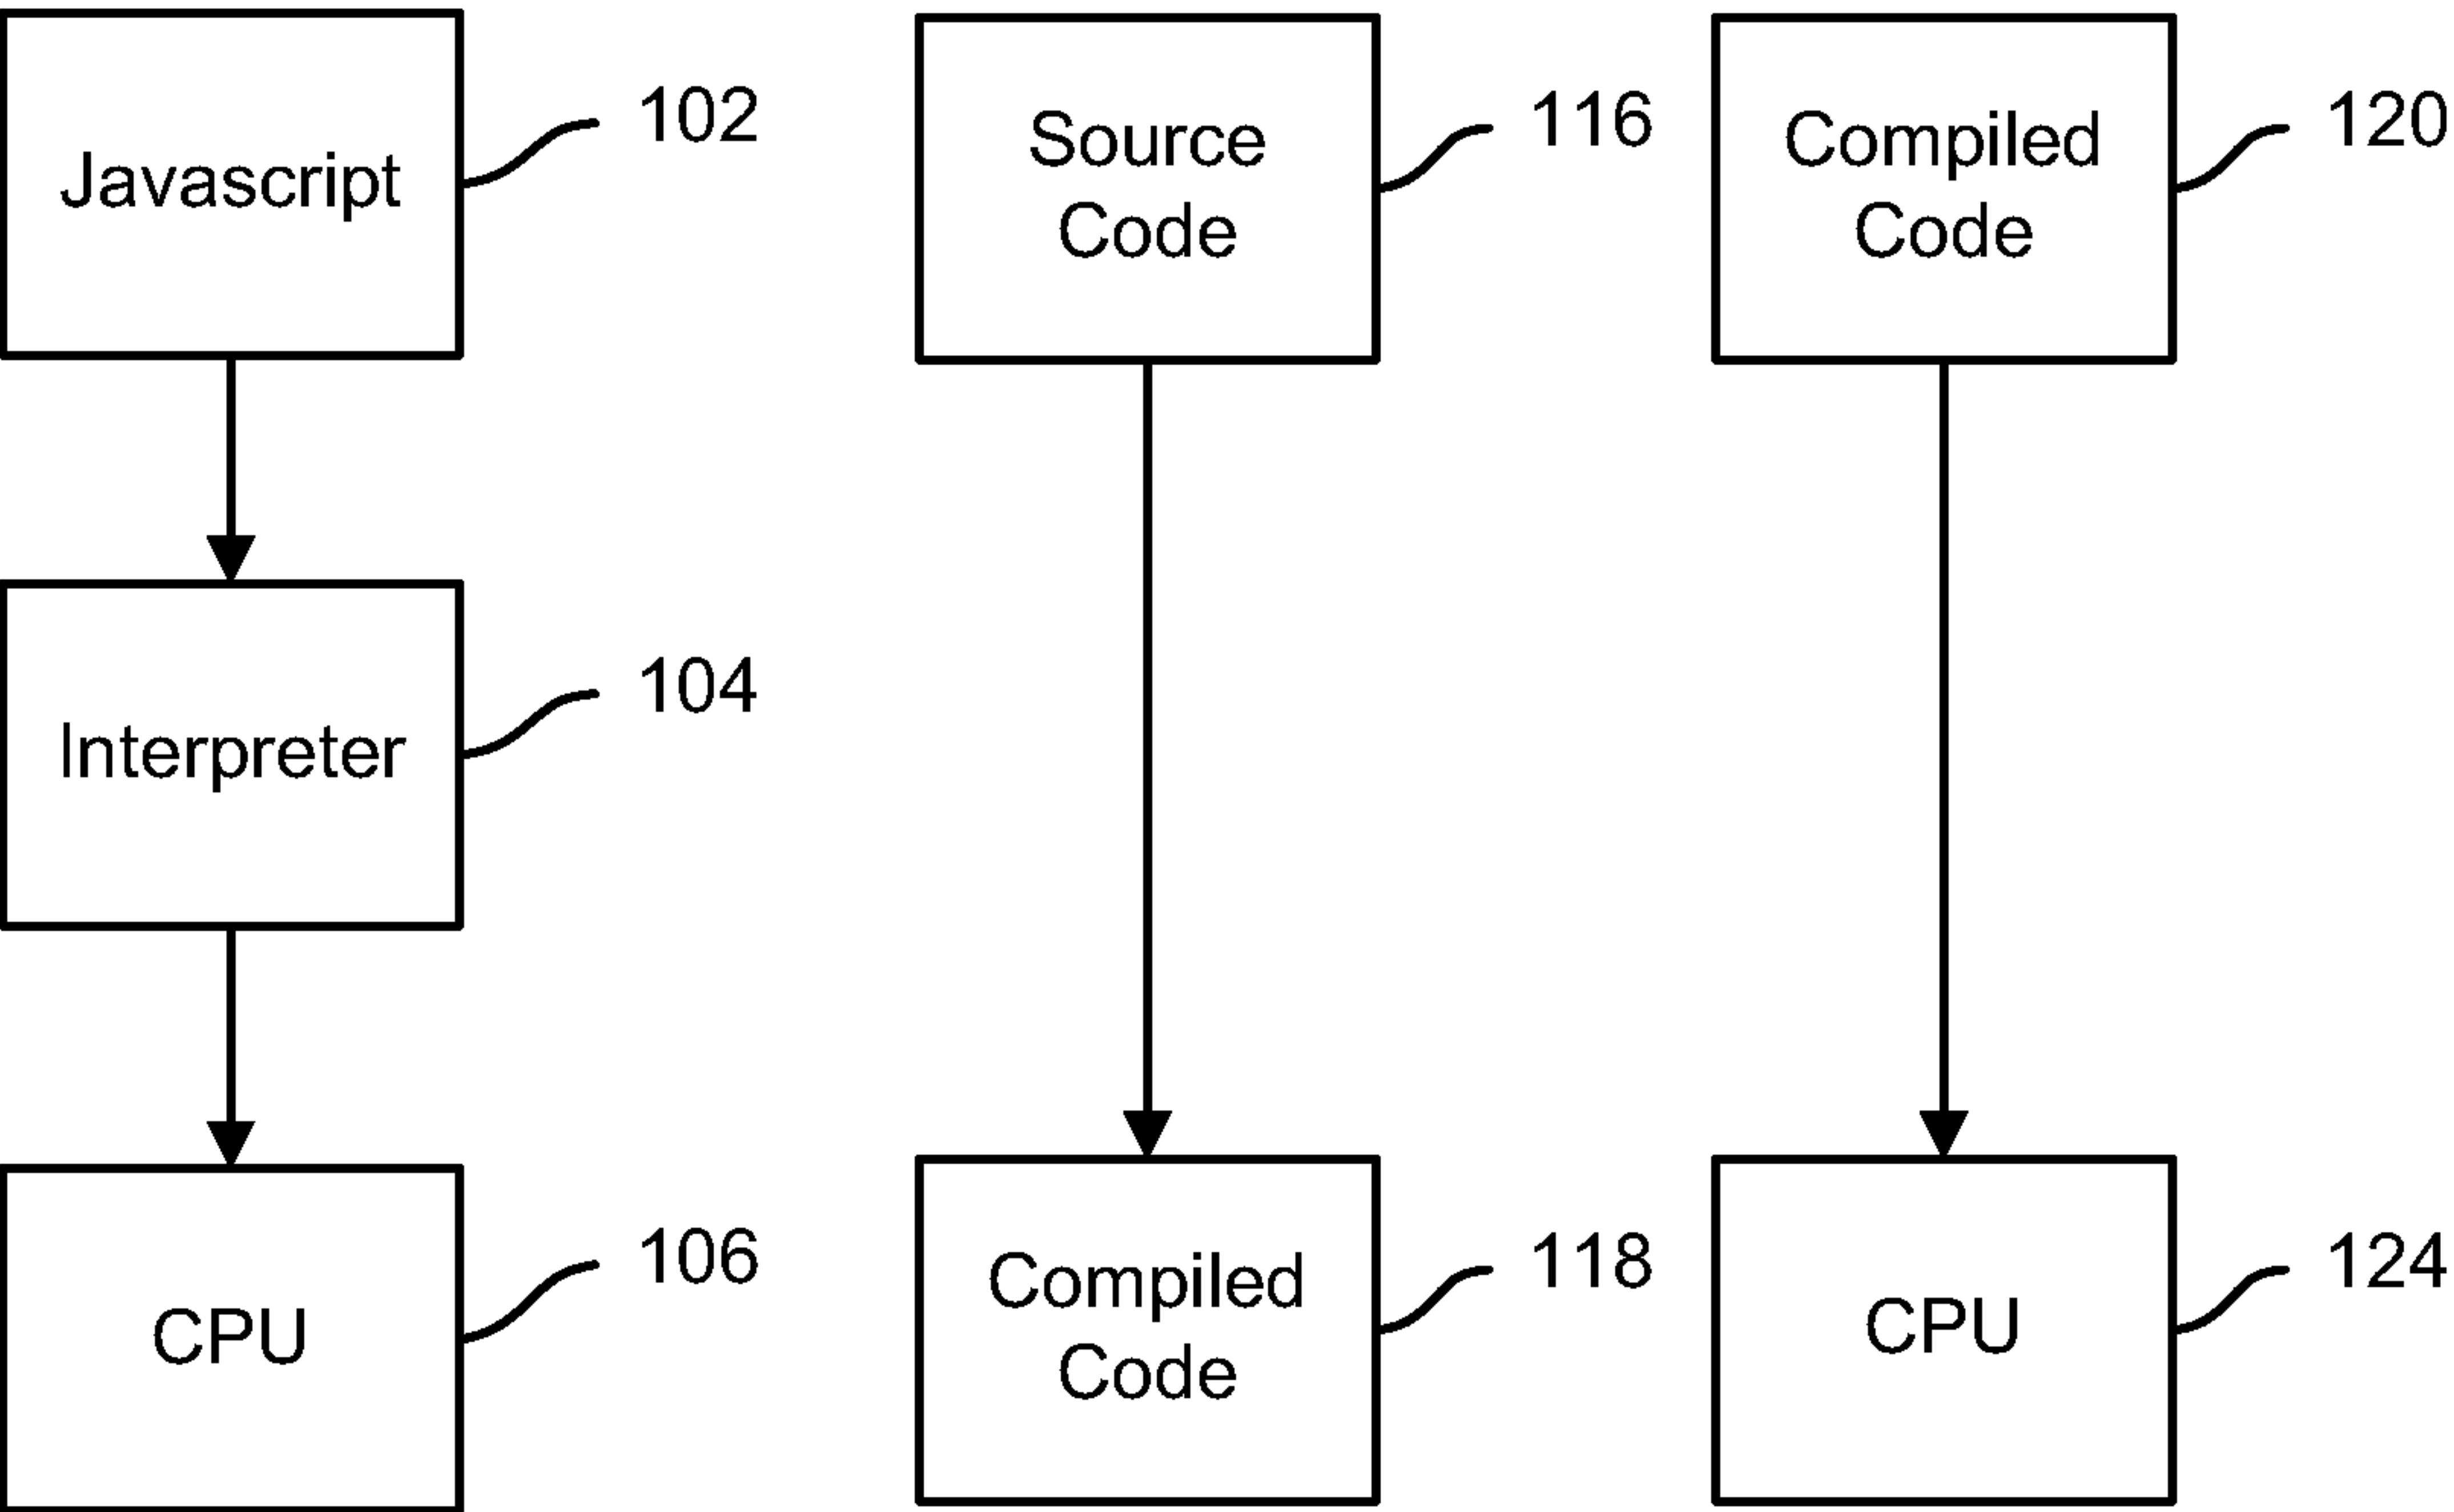 Javascript
102
Interpreter
104
CPU
106
Source
Code
116
Compiled
Code
118
Compiled
Code
120
CPU
124